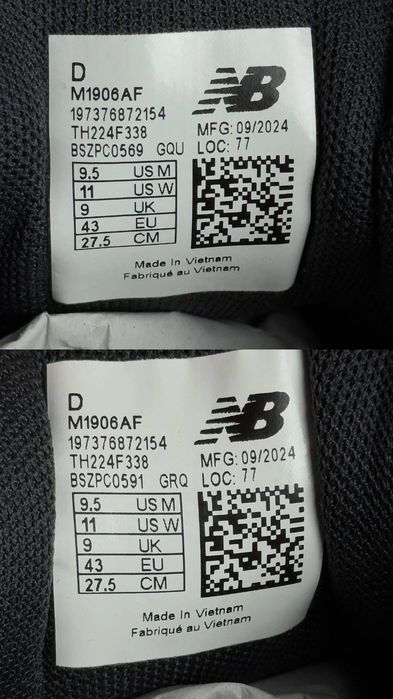 D
NB
M1906AF
197376872154
TH224F338 MFG: 09/2024
BSZPC0569 GQU LOC: 77
9.5 US M
11 US W
9 UK
43 EU
27.5 CM
Made In Vietnam
Fabriqué au Vietnam
D
NB
M1906AF
197376872154
TH224F338 MFG: 09/2024
BSZPC0591 GRQ LOC: 77
9.5 US M
11 US W
9 UK
43 EU
27.5 CM
Made In Vietnam
Fabriqué au Vietnam